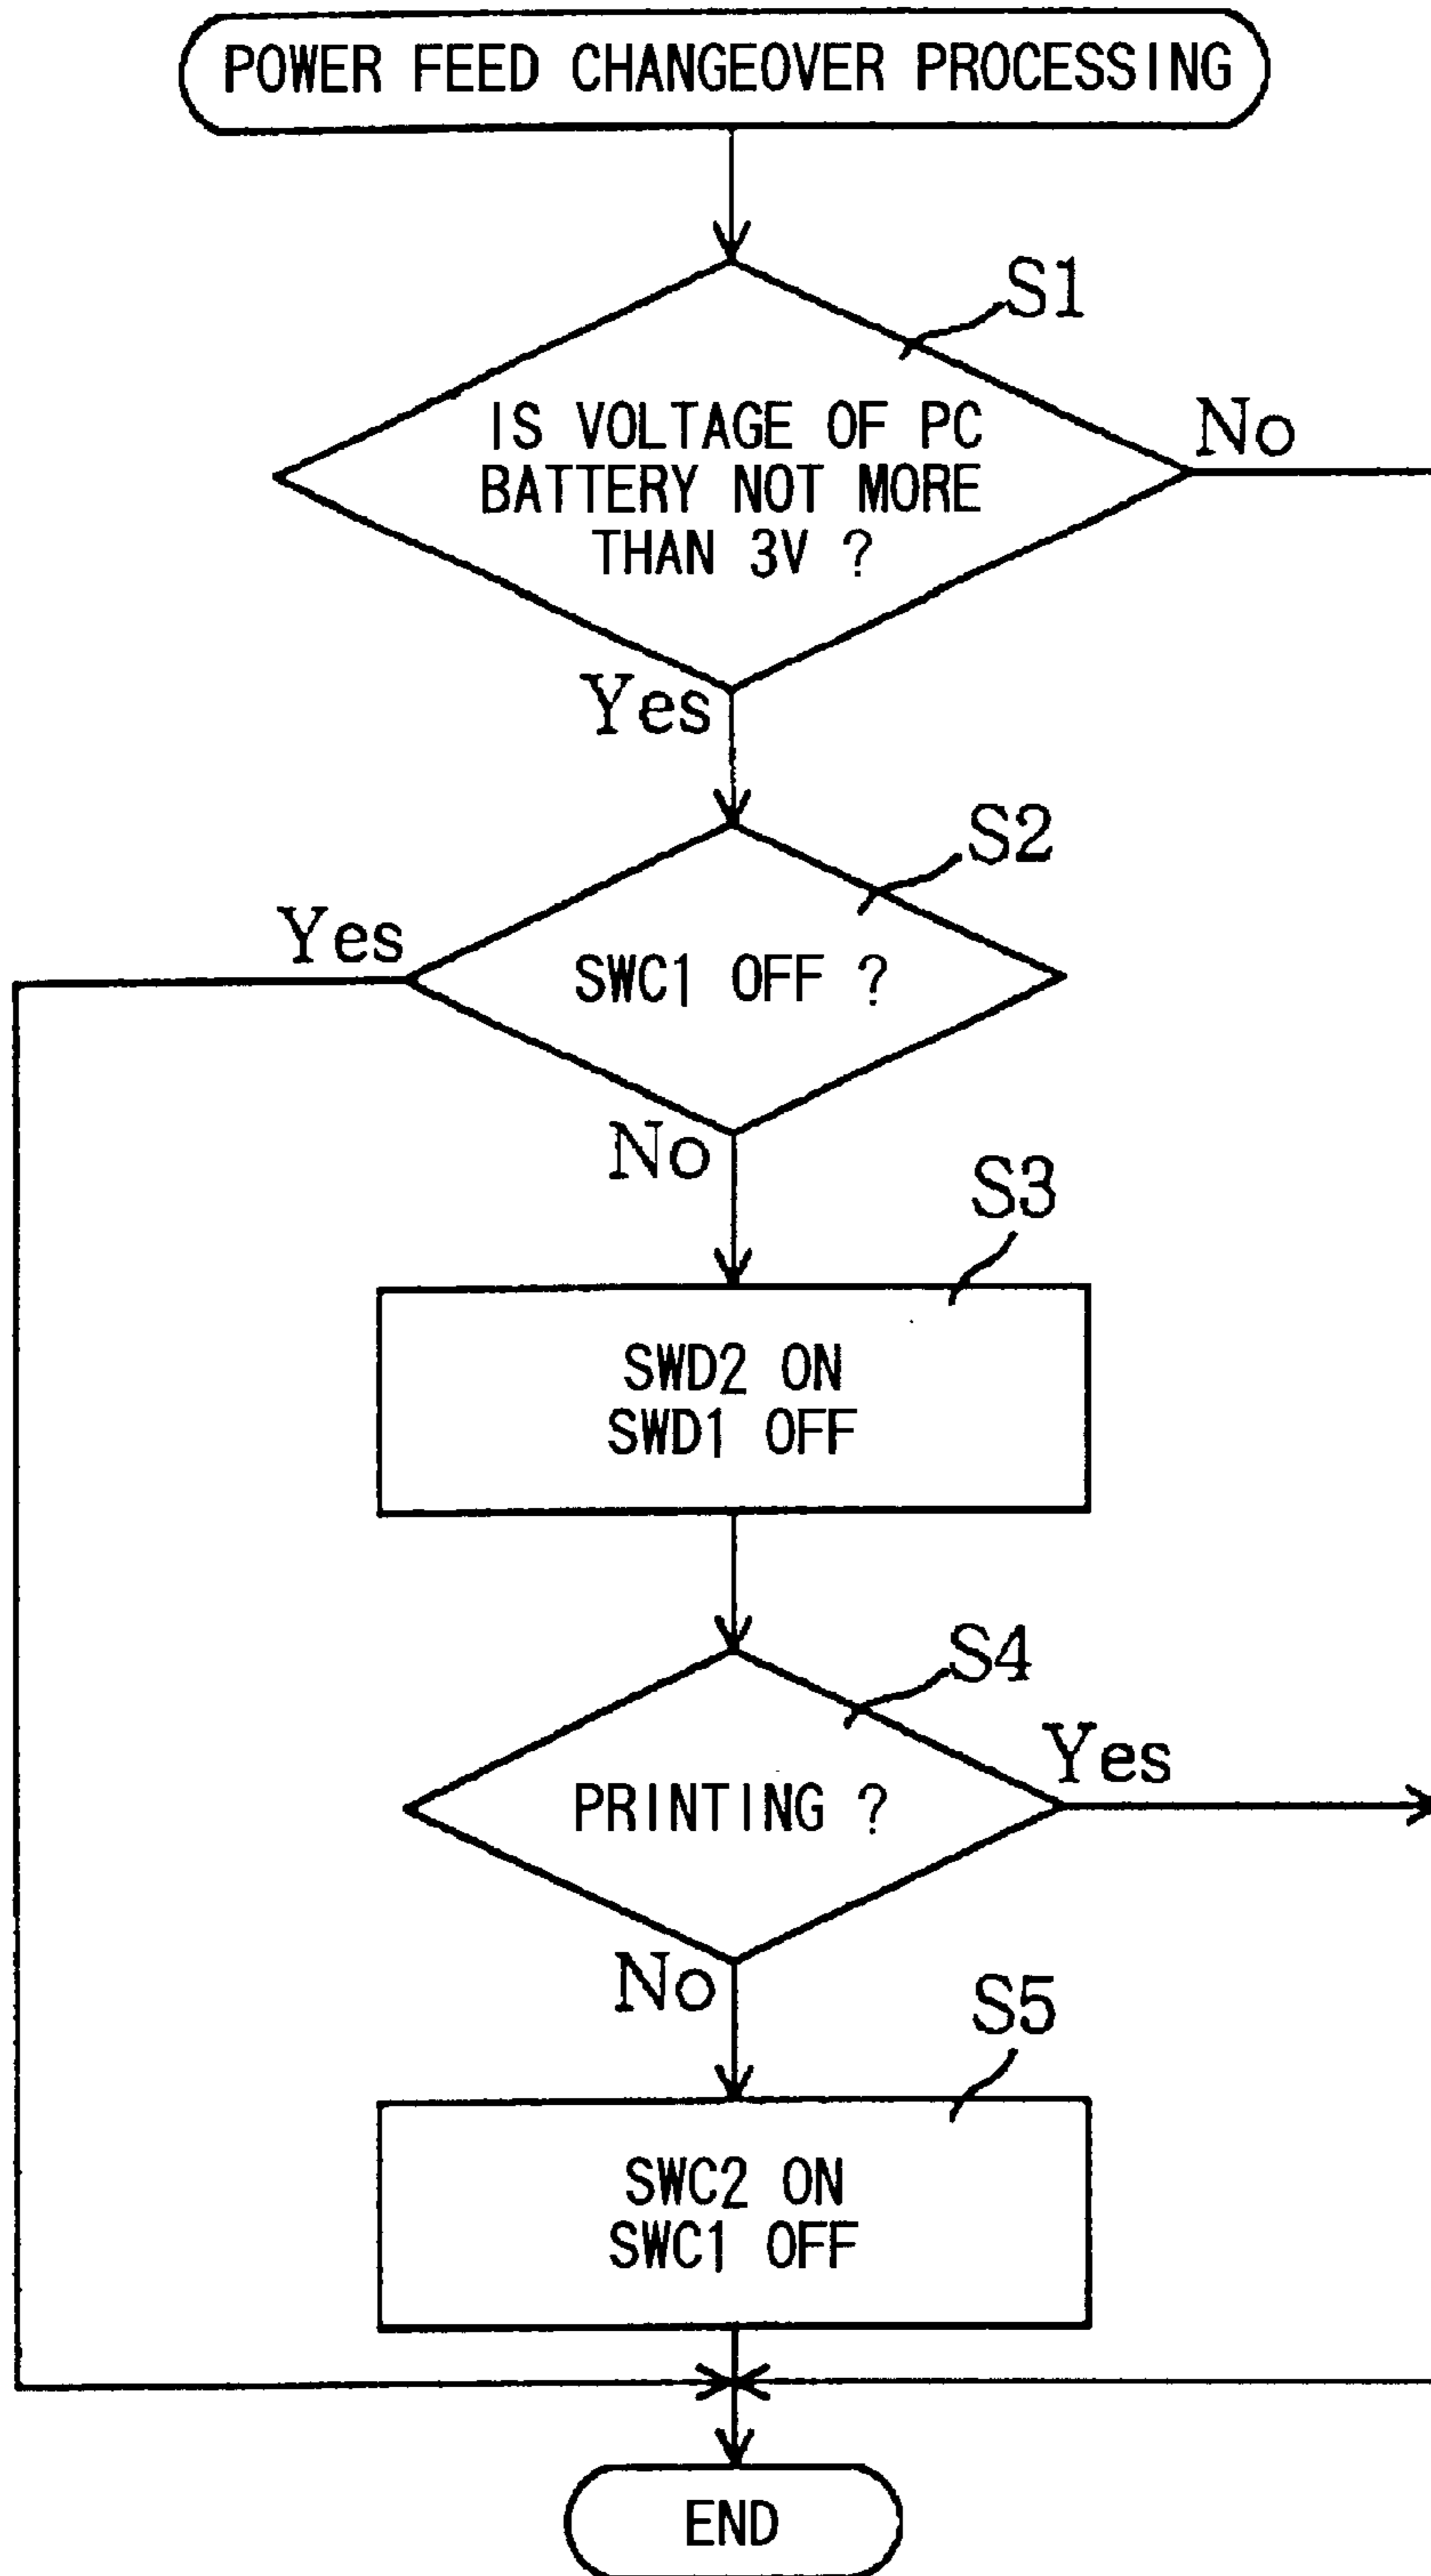 POWER FEED CHANGEOVER PROCESSING
S1
IS VOLTAGE OF PC
BATTERY NOT MORE
THAN 3V ?
No
Yes
S2
Yes
SWC1 OFF ?
No
S3
SWD2 ON
SWD1 OFF
S4
Yes
PRINTING ?
No
S5
SWC2 ON
SWC1 OFF
END